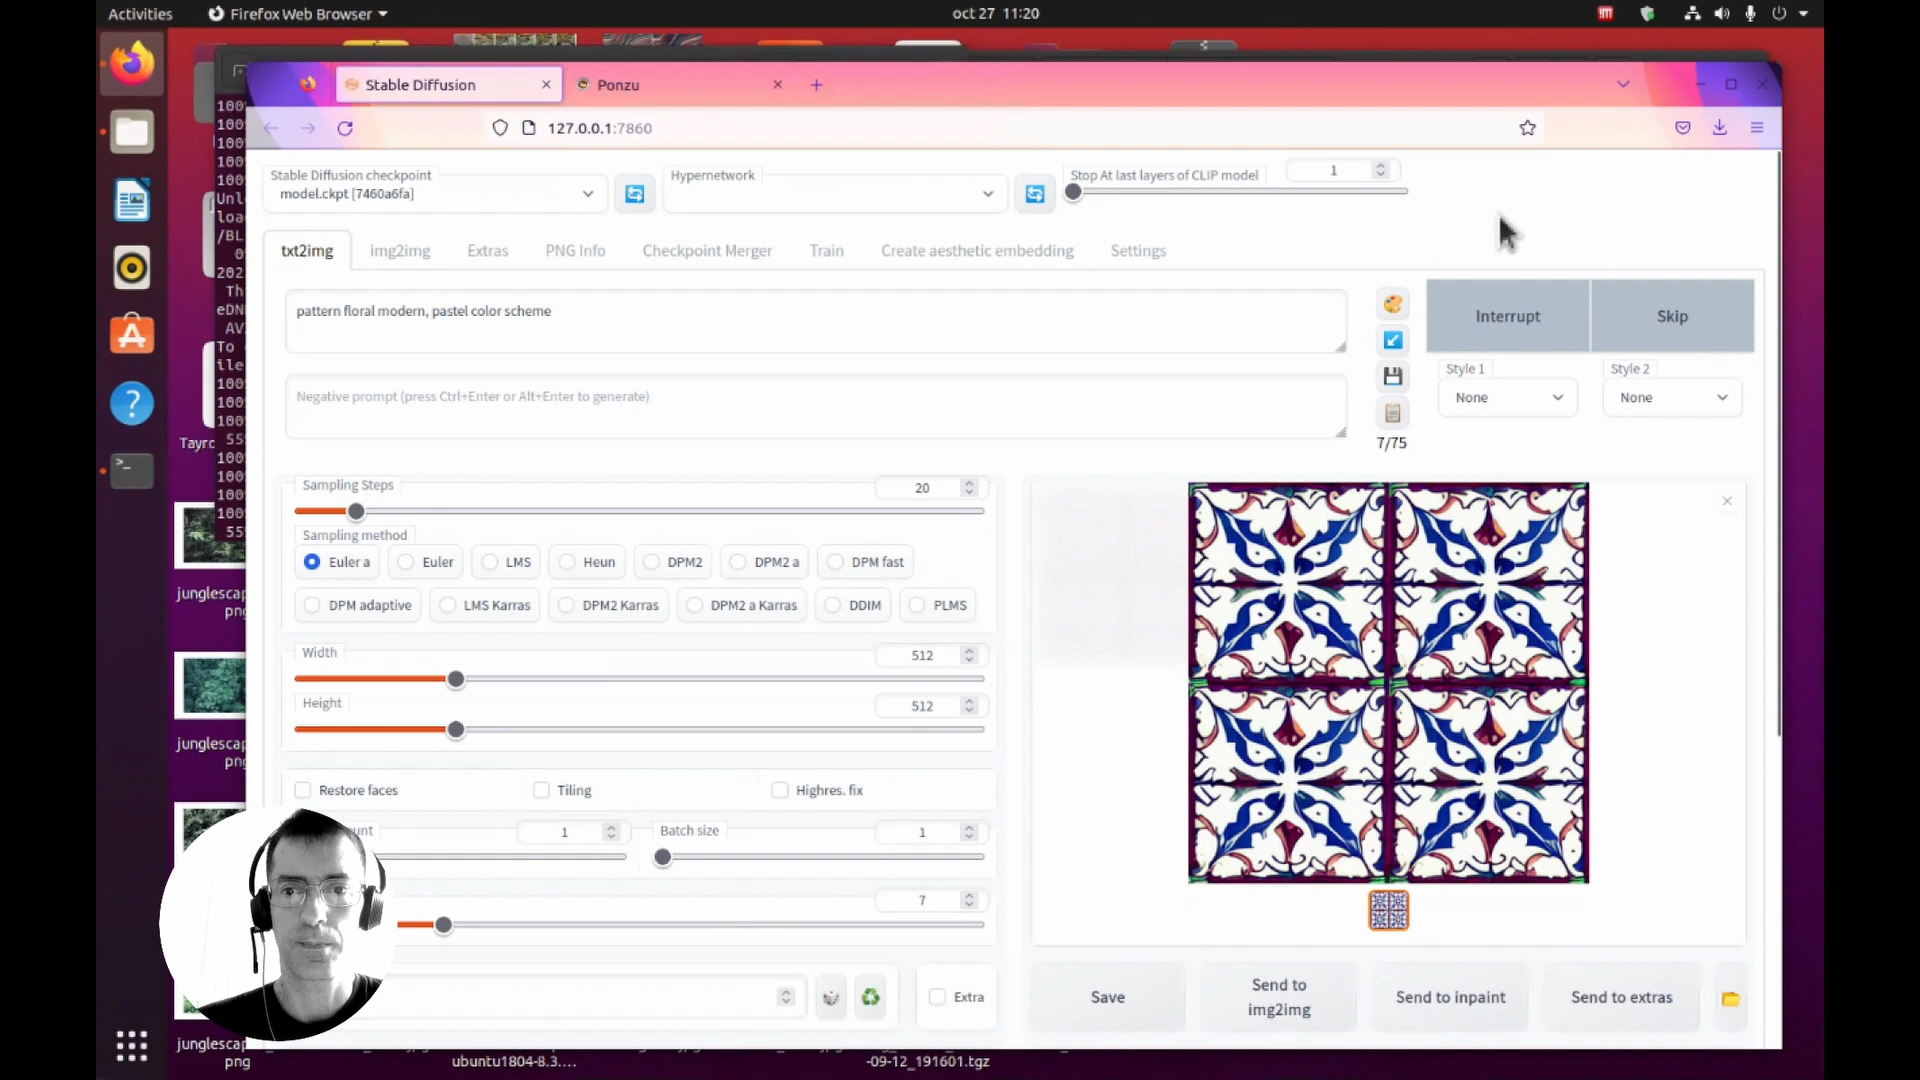 Activities
Firefox Web Browser
oct 27 11:20
Stable Diffusion
Ponzu
127.0.0.1:7860
Stable Diffusion checkpoint
model.ckpt [7460a6fa]
Hypernetwork
Stop At last layers of CLIP model
1
txt2img
img2img
Extras
PNG Info
Checkpoint Merger
Train
Create aesthetic embedding
Settings
pattern floral modern, pastel color scheme
Negative prompt (press Ctrl+Enter or Alt+Enter to generate)
7/75
Interrupt
Skip
Style 1
None
Style 2
None
Sampling Steps
20
Sampling method
Euler a
Euler
LMS
Heun
DPM2
DPM2 a
DPM fast
DPM adaptive
LMS Karras
DPM2 Karras
DPM2 a Karras
DDIM
PLMS
Width
512
Height
512
Restore faces
Tiling
Highres. fix
1
Batch size
1
7
Extra
Save
Send to
img2img
Send to inpaint
Send to extras
junglescap
png
junglescap
png
junglescap
png
ubuntu1804-8.3....
-09-12_191601.tgz